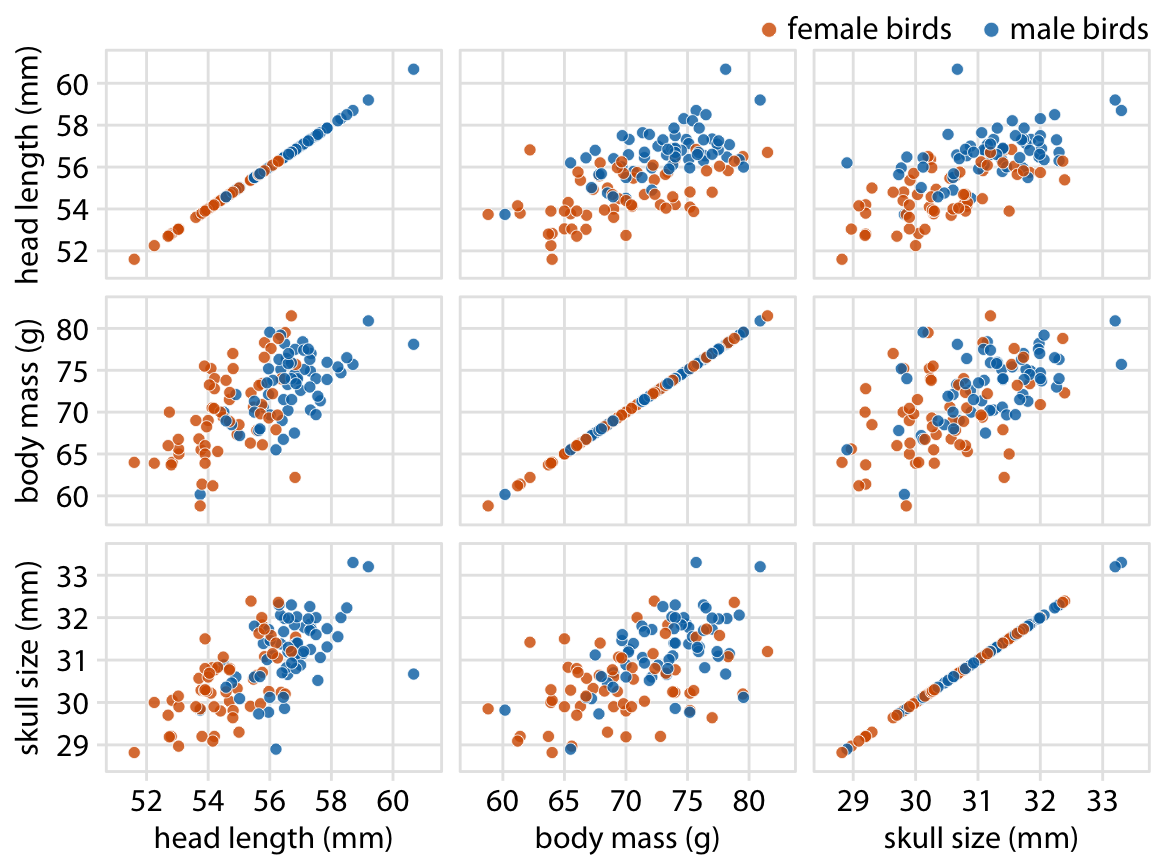 female birds male birds
head length (mm)
60
58
56
54
52
body mass (g)
80
75
70
65
60
skull size (mm)
33
32
31
30
29
52 54 56 58 60 60 65 70 75 80 29 30 31 32 33
head length (mm) body mass (g) skull size (mm)